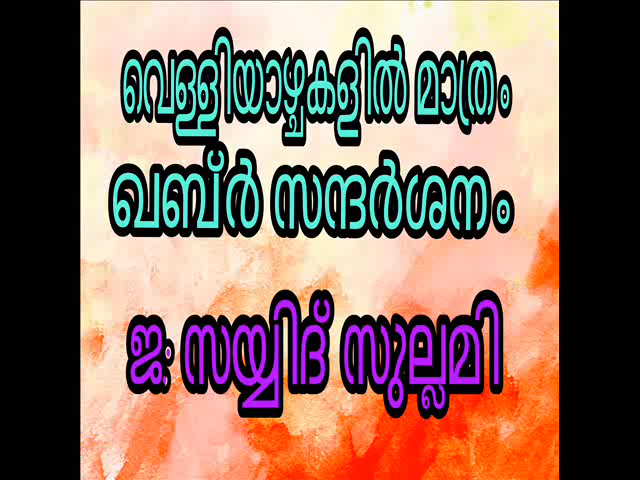 വെള്ളിയാഴ്ചകളിൽ മാത്രം
ഖബ്ർ സന്ദർശനം
ജ: സയ്യിദ് സുല്ലമി